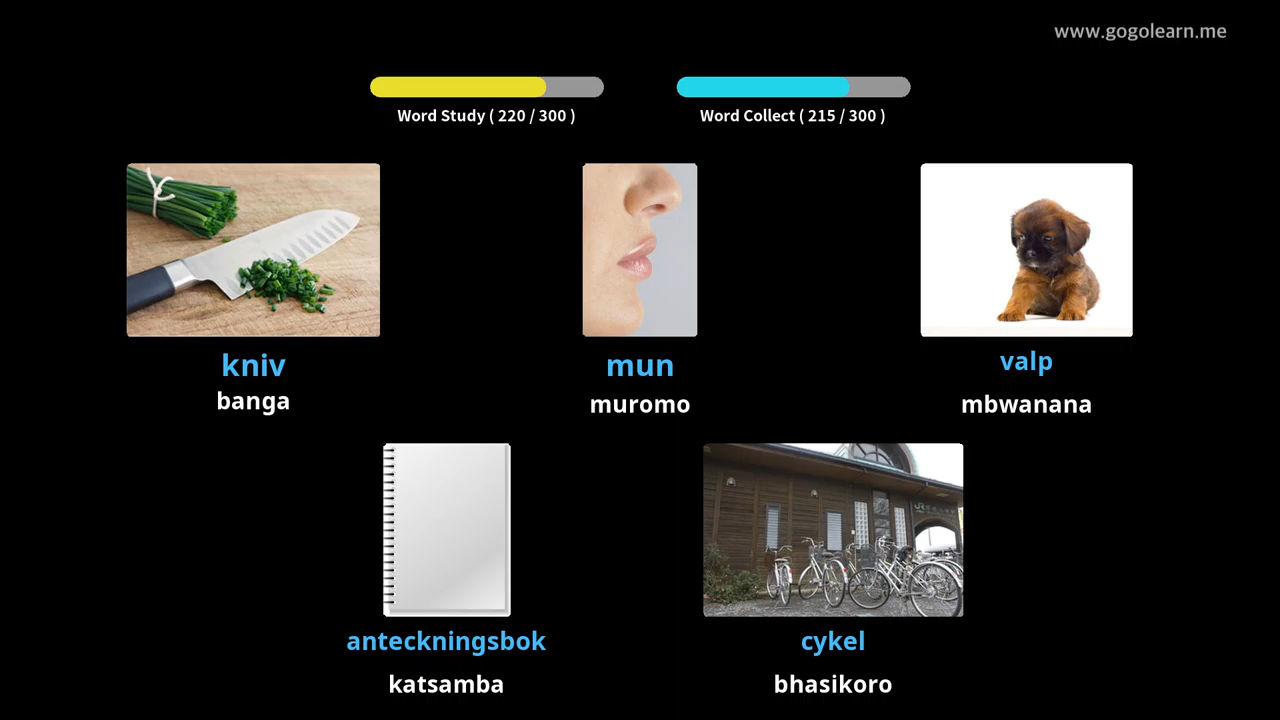 www.gogolearn.me
Word Study ( 220 / 300 )
Word Collect ( 215 / 300 )
kniv
banga
mun
muromo
valp
mbwanana
anteckningsbok
katsamba
cykel
bhasikoro